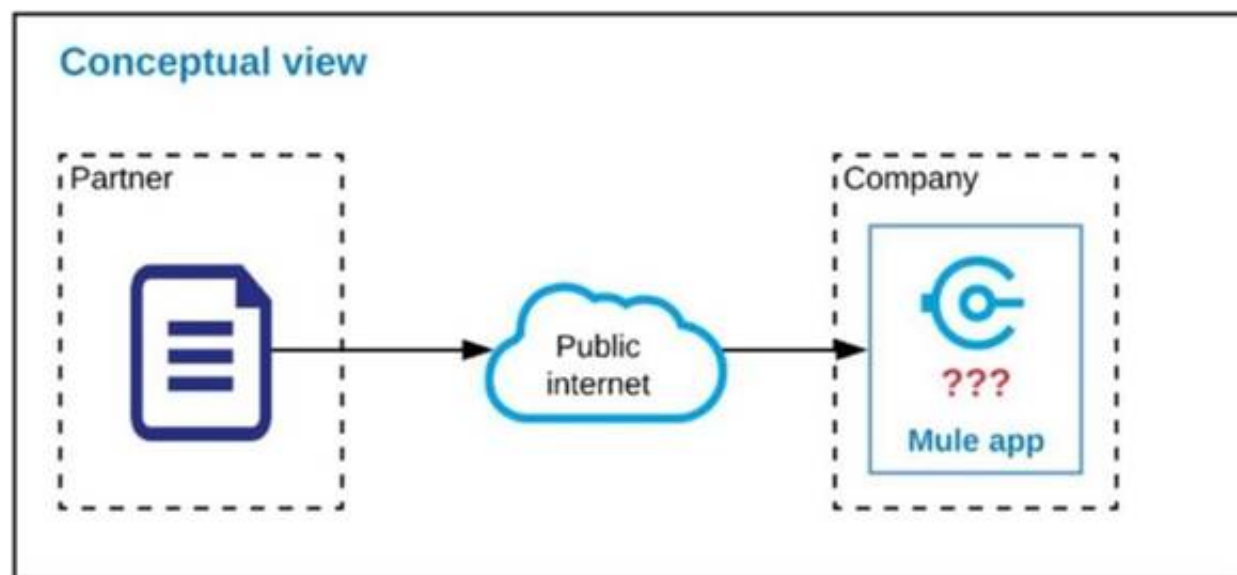 Conceptual view
Partner
Company
Public
internet
???
Mule app